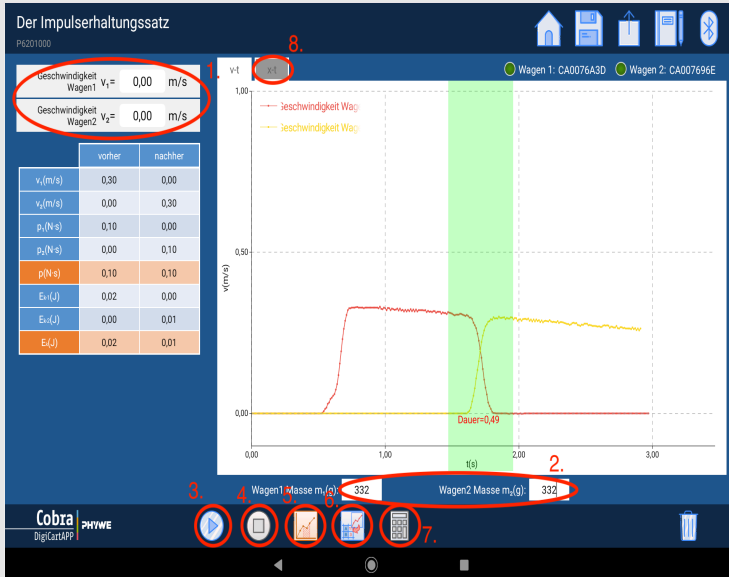 Der Impulserhaltungssatz
P6201000
8.
1.
Geschwindigkeit Wagen1 v₁= 0,00 m/s
Geschwindigkeit Wagen2 v₂= 0,00 m/s
v-t x-t
Wagen 1: CA0076A3D Wagen 2: CA007696E
vorher nachher
v₁(m/s) 0,30 0,00
v₂(m/s) 0,00 0,30
p₁(N·s) 0,10 0,00
p₂(N·s) 0,00 0,10
p(N·s) 0,10 0,10
Eₖ₁(J) 0,02 0,00
Eₖ₂(J) 0,00 0,01
Eₖ(J) 0,02 0,01
1,00
Geschwindigkeit Wag
Geschwindigkeit Wag
0,50
v(m/s)
0,00
Dauer=0,49
0,00 1,00 2,00 3,00
t(s)
2.
Wagen1 Masse m₁(g): 332 Wagen2 Masse m₂(g): 332
3. 4. 5. 6. 7.
Cobra PHYWE
DigiCartAPP